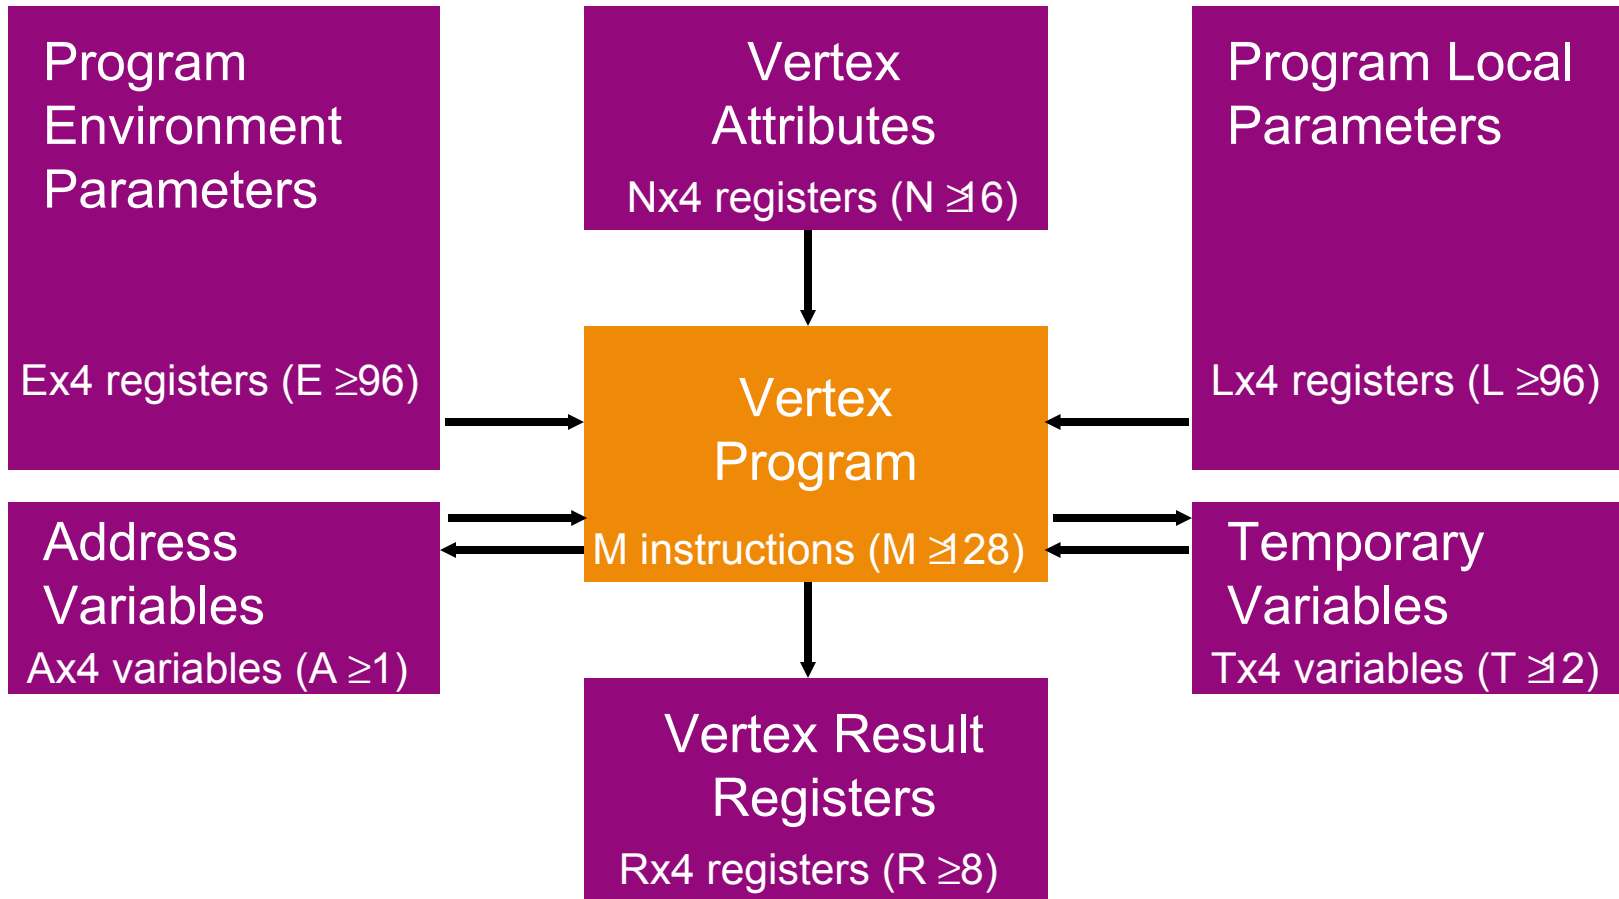 Program
Environment
Parameters
Ex4 registers (E ≥96)
Vertex
Attributes
Nx4 registers (N ≥16)
Program Local
Parameters
Lx4 registers (L ≥96)
Vertex
Program
M instructions (M ≥128)
Address
Variables
Ax4 variables (A ≥1)
Temporary
Variables
Tx4 variables (T ≥12)
Vertex Result
Registers
Rx4 registers (R ≥8)